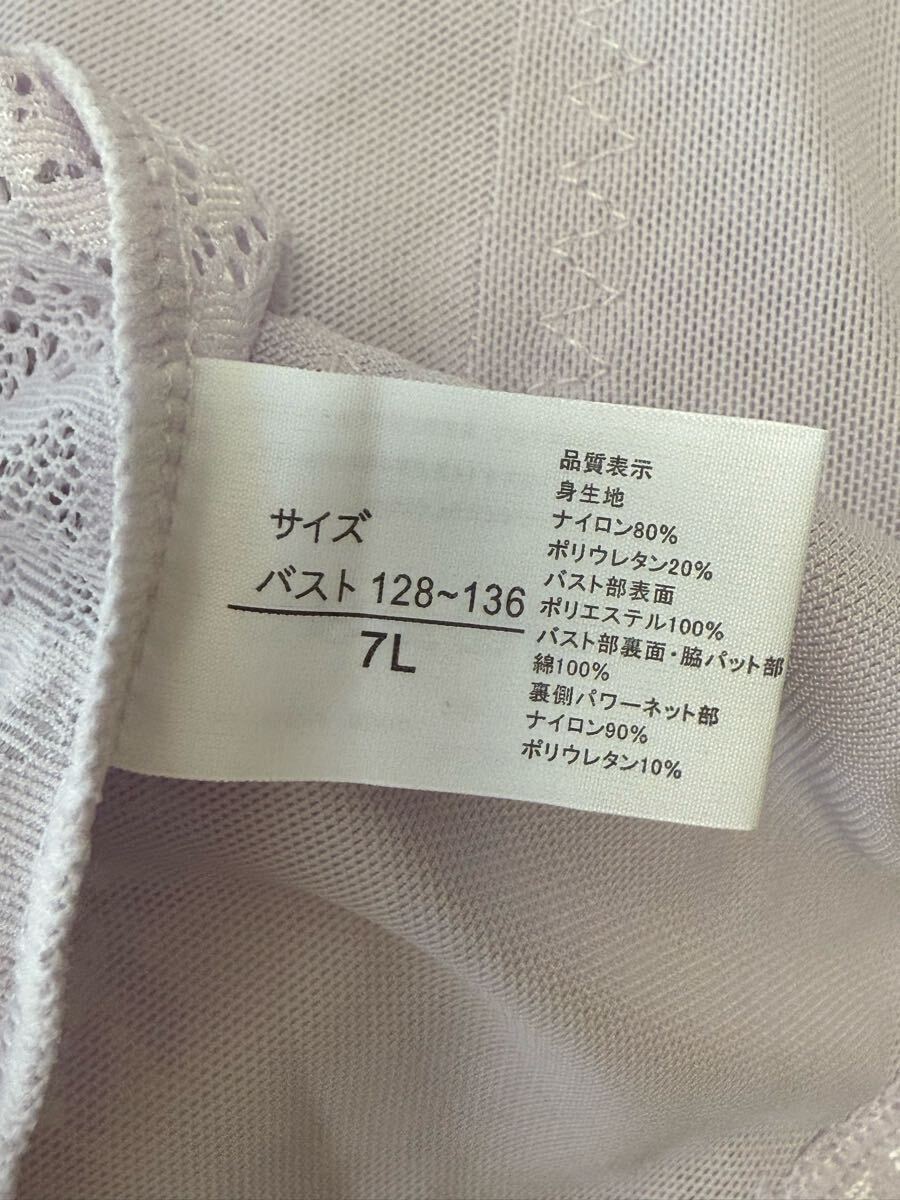 サイズ
バスト 128~136
7L
品質表示
身生地
ナイロン80%
ポリウレタン20%
バスト部表面
ポリエステル100%
バスト部裏面・脇パット部
綿100%
裏側パワーネット部
ナイロン90%
ポリウレタン10%